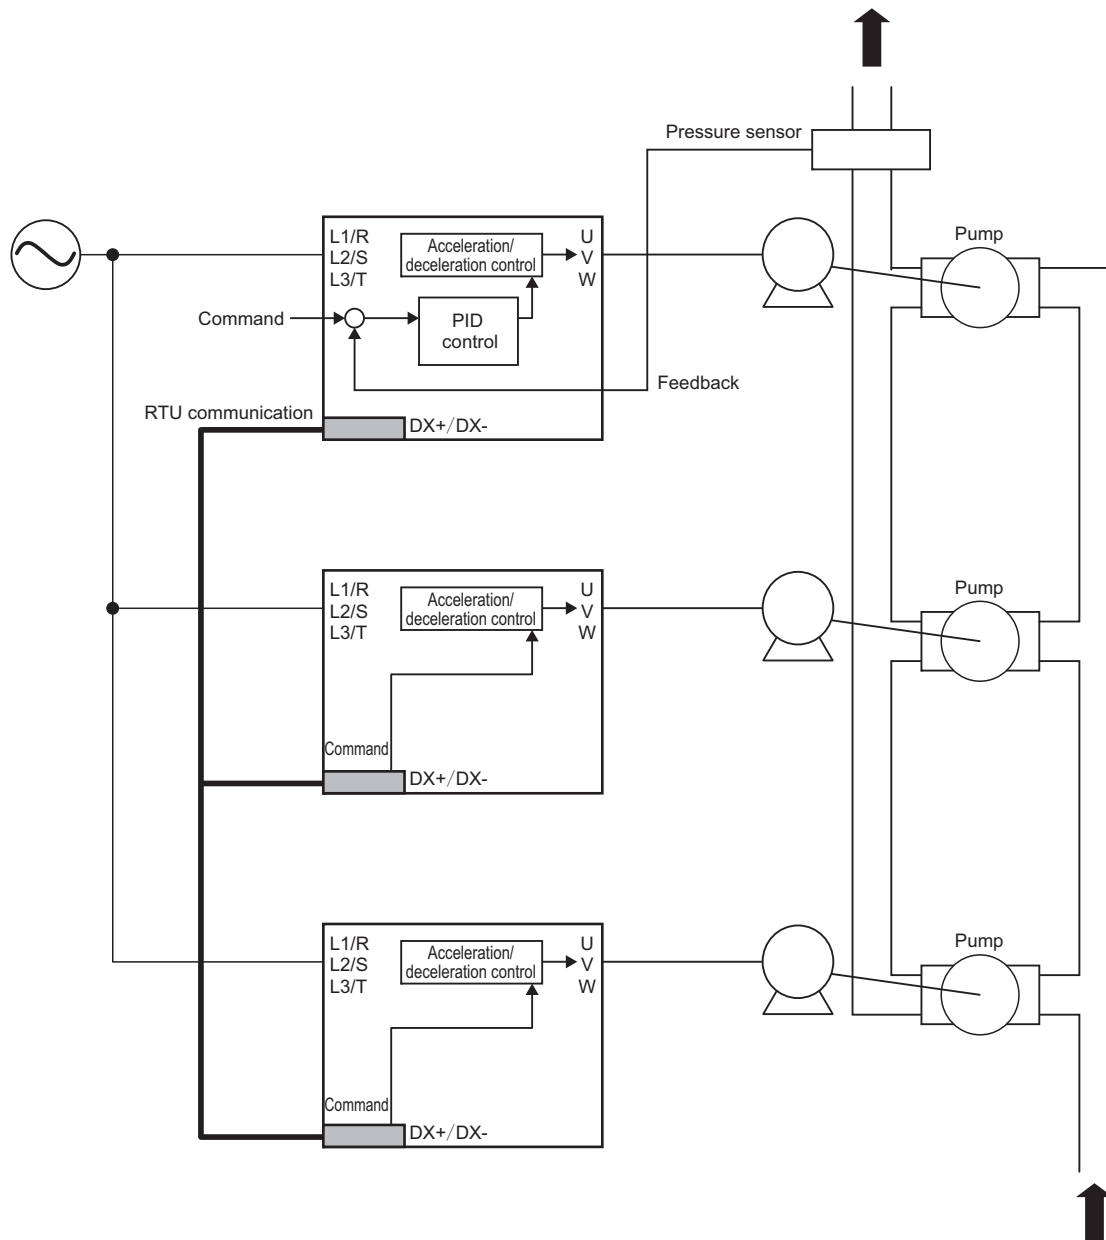 Pressure sensor
Pump
L1/R
L2/S
L3/T
Acceleration/
deceleration control
U
V
W
Command
PID
control
Feedback
RTU communication
DX+/DX-
Pump
L1/R
L2/S
L3/T
Acceleration/
deceleration control
U
V
W
Command
DX+/DX-
Pump
L1/R
L2/S
L3/T
Acceleration/
deceleration control
U
V
W
Command
DX+/DX-